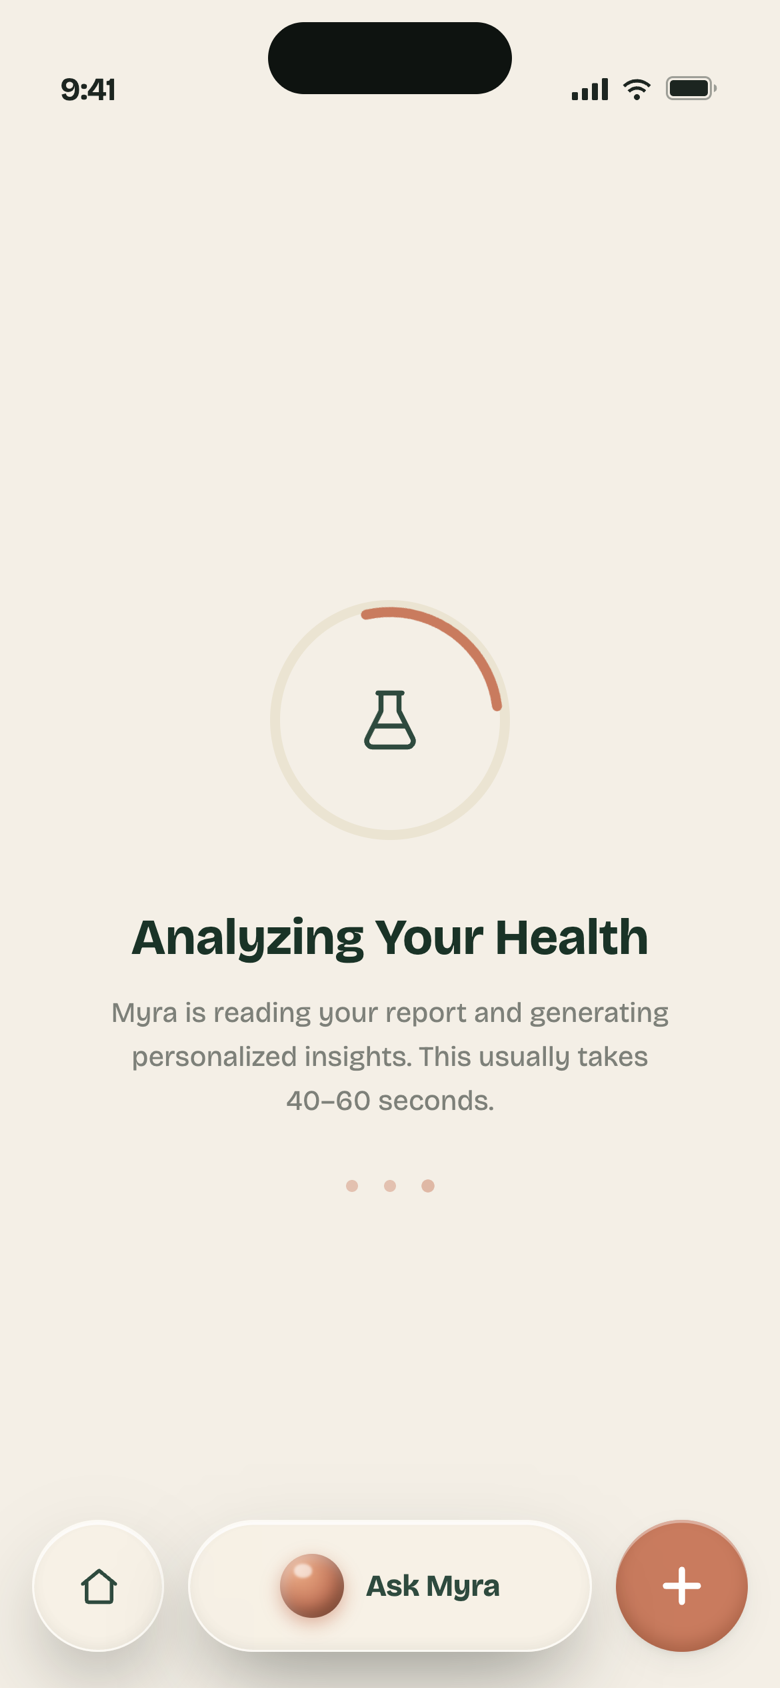 9:41
Analyzing Your Health
Myra is reading your report and generating
personalized insights. This usually takes
40–60 seconds.
Ask Myra